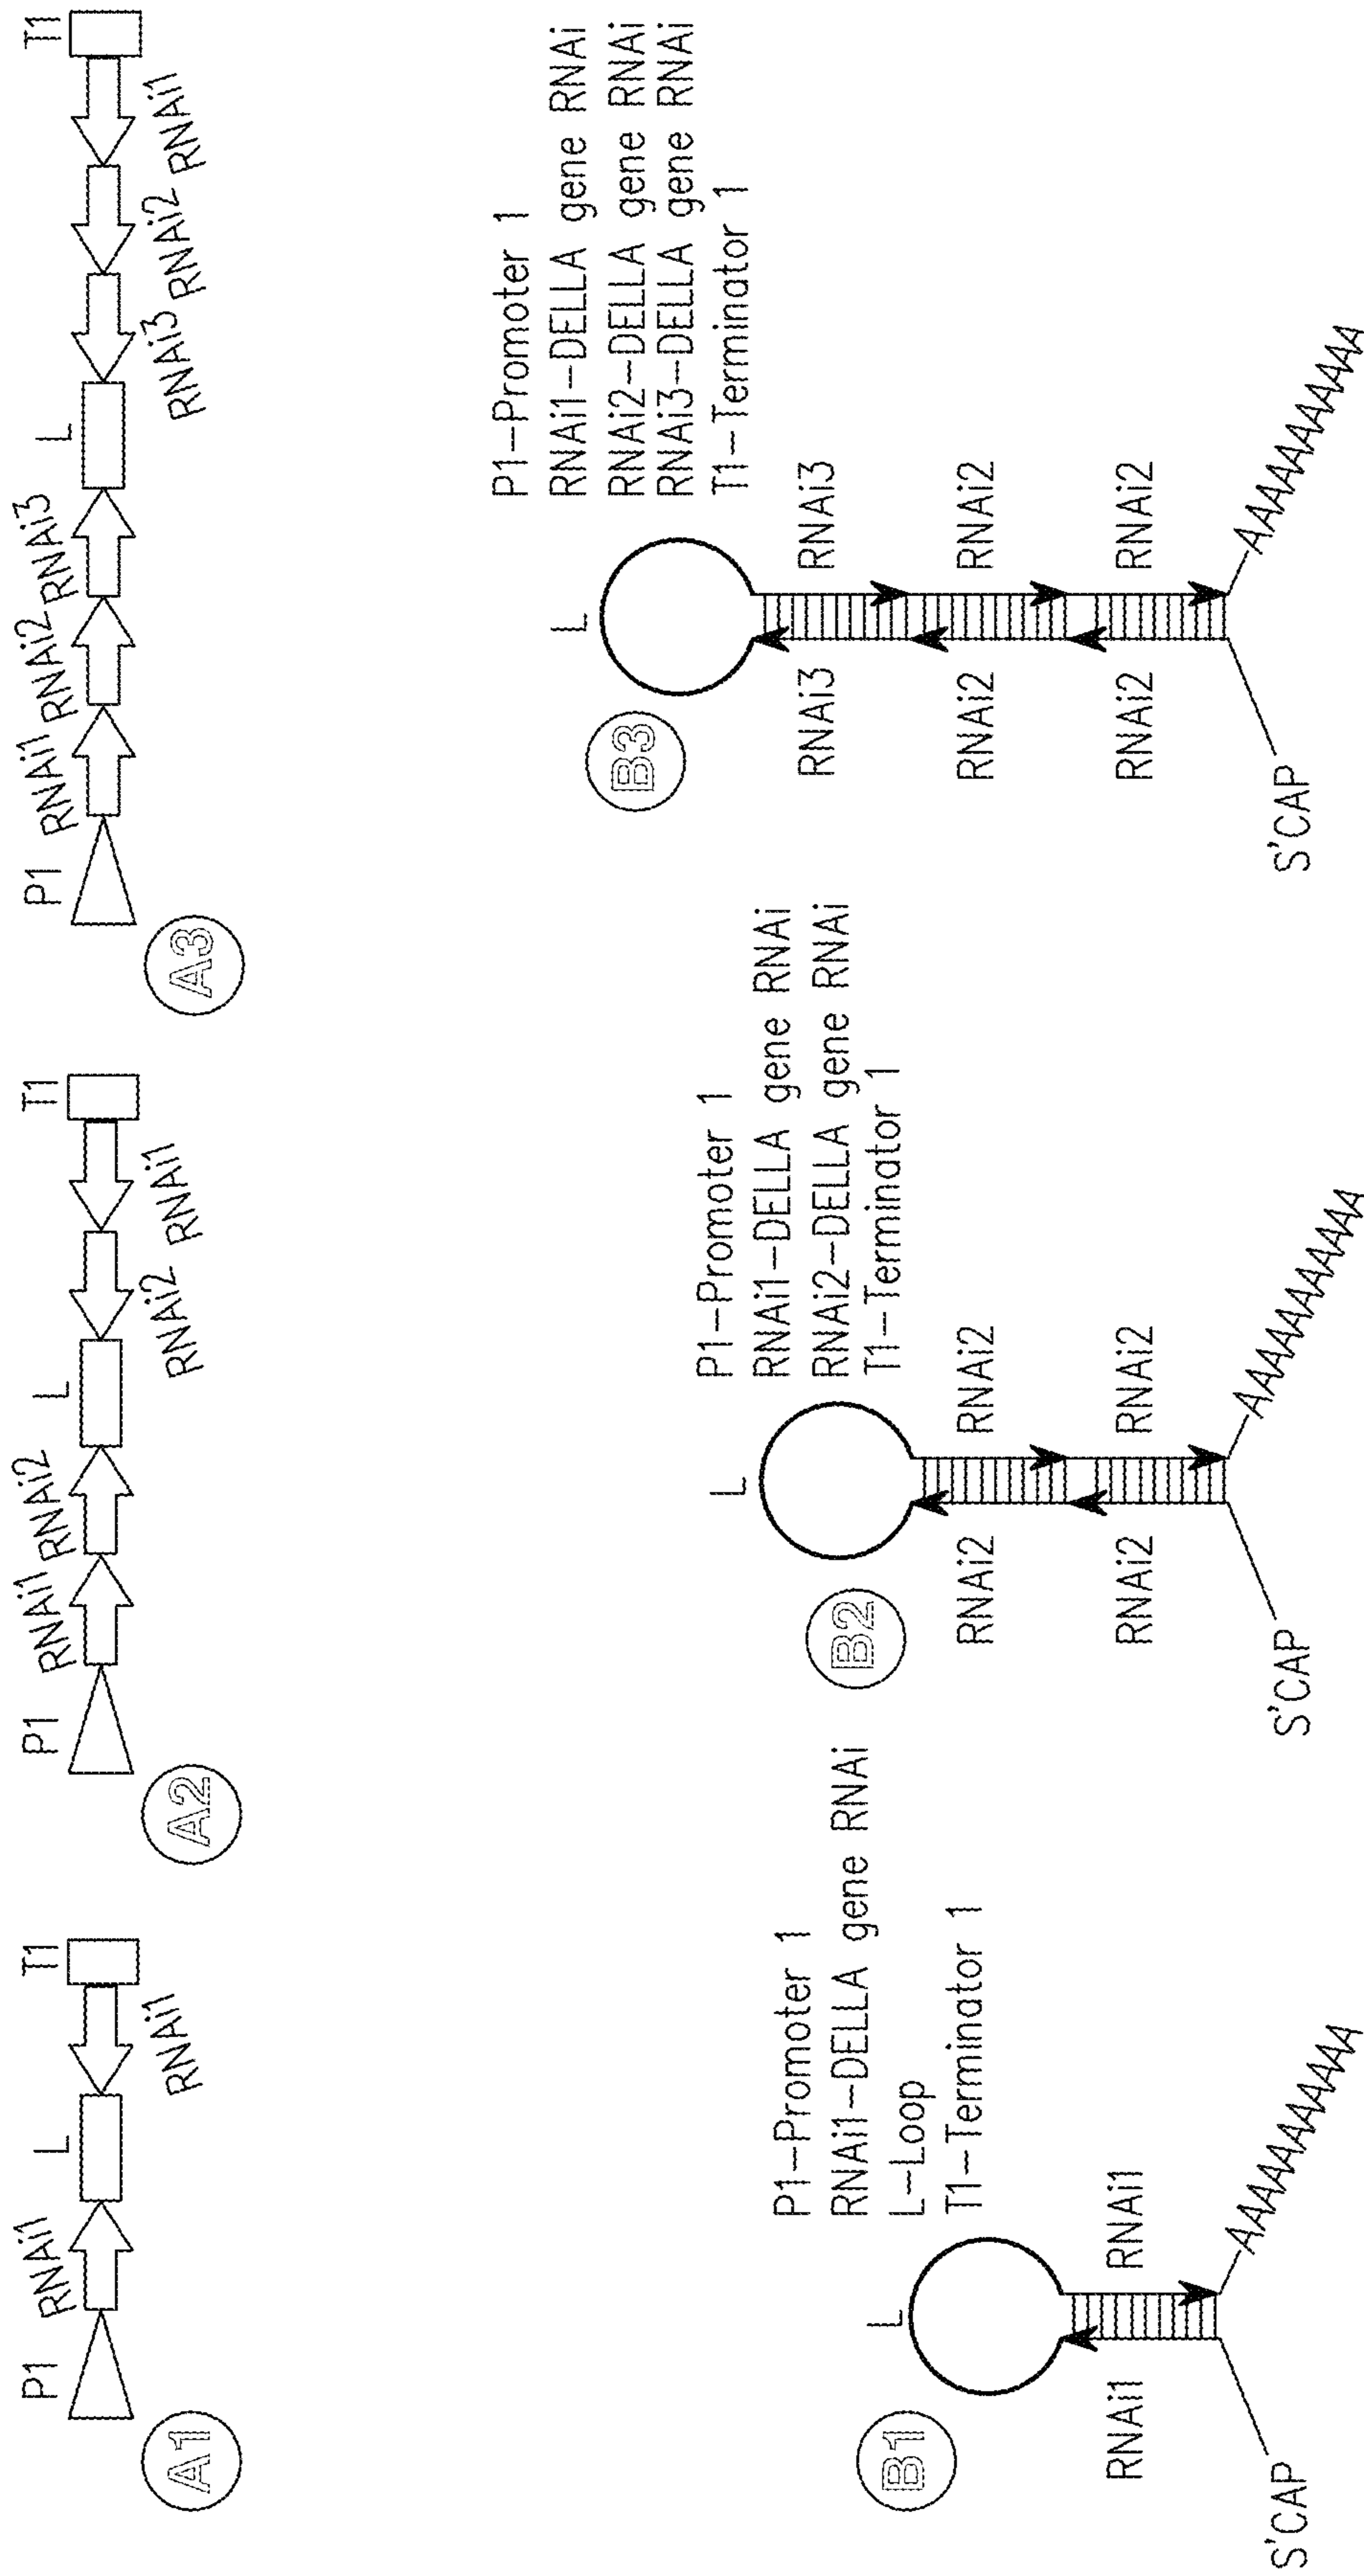 P1
RNAi1
L
RNAi1
T1
A1
P1
RNAi1
RNAi2
L
RNAi2
RNAi1
T1
A2
P1
RNAi1
RNAi2
RNAi3
L
RNAi3
RNAi2
RNAi1
T1
A3
B1
L
P1-Promoter 1
RNAi1-DELLA gene RNAi
L-Loop
T1-Terminator 1
RNAi1
RNAi1
S'CAP
AAAAAAAAAA
B2
L
P1-Promoter 1
RNAi1-DELLA gene RNAi
RNAi2-DELLA gene RNAi
T1-Terminator 1
RNAi2
RNAi2
RNAi2
RNAi2
S'CAP
AAAAAAAAAA
B3
L
P1-Promoter 1
RNAi1-DELLA gene RNAi
RNAi2-DELLA gene RNAi
RNAi3-DELLA gene RNAi
T1-Terminator 1
RNAi3
RNAi3
RNAi2
RNAi2
RNAi2
RNAi2
S'CAP
AAAAAAAAAA